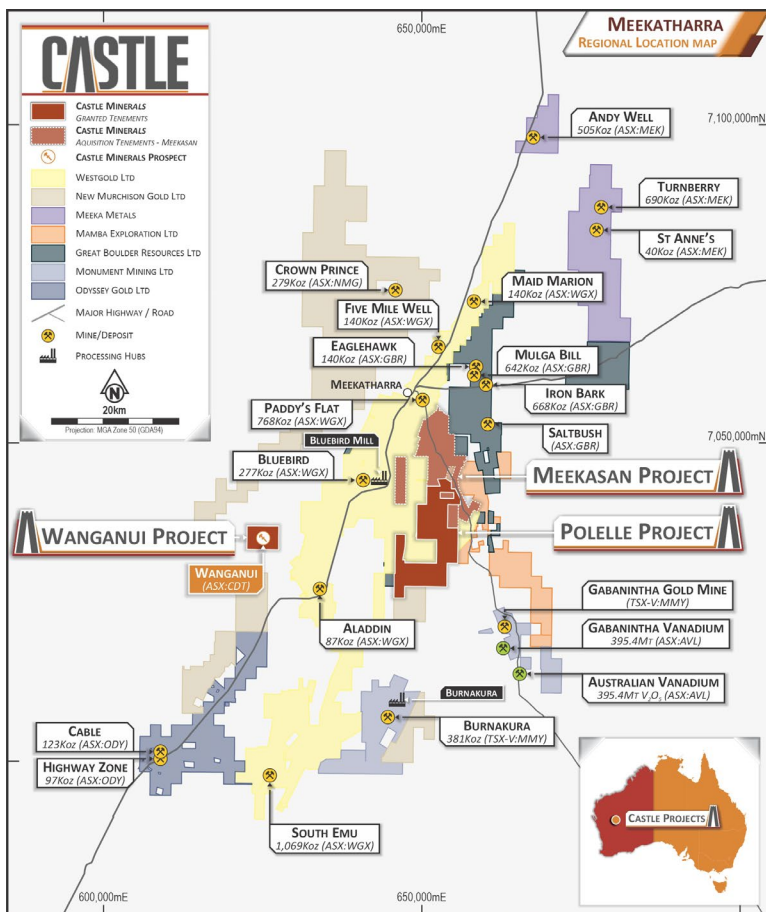 650,000mE
MEEKATHARRA
REGIONAL LOCATION MAP
CASTLE
CASTLE MINERALS
GRANTED TENEMENTS
CASTLE MINERALS
AQUISITION TENEMENTS - MEEKASAN
CASTLE MINERALS PROSPECT
WESTGOLD LTD
NEW MURCHISON GOLD LTD
MEEKA METALS
MAMBA EXPLORATION LTD
GREAT BOULDER RESOURCES LTD
MONUMENT MINING LTD
ODYSSEY GOLD LTD
MAJOR HIGHWAY / ROAD
MINE/DEPOSIT
PROCESSING HUBS
N
20km
Projection: MGA Zone 50 (GDA94)
ANDY WELL
505KOZ (ASX:MEK)
7,100,000mN
TURNBERRY
690KOZ (ASX:MEK)
ST ANNE'S
40KOZ (ASX:MEK)
CROWN PRINCE
279KOZ (ASX:NMG)
MAID MARION
140KOZ (ASX:WGX)
FIVE MILE WELL
140KOZ (ASX:WGX)
EAGLEHAWK
140KOZ (ASX:GBR)
MULGA BILL
642KOZ (ASX:GBR)
MEEKATHARRA
IRON BARK
668KOZ (ASX:GBR)
PADDY'S FLAT
768KOZ (ASX:WGX)
SALTBUSH
(ASX:GBR)
7,050,000mN
BLUEBIRD MILL
BLUEBIRD
277KOZ (ASX:WGX)
MEEKASAN PROJECT
WANGANUI PROJECT
POLELLE PROJECT
WANGANUI
(ASX:CDT)
GABANINTHA GOLD MINE
(TSX-V:MMY)
ALADDIN
87KOZ (ASX:WGX)
GABANINTHA VANADIUM
395.4MT (ASX:AVL)
AUSTRALIAN VANADIUM
395.4MT V2O5 (ASX:AVL)
BURNAKURA
BURNAKURA
381KOZ (TSX-V:MMY)
CABLE
123KOZ (ASX:ODY)
HIGHWAY ZONE
97KOZ (ASX:ODY)
SOUTH EMU
1,069KOZ (ASX:WGX)
CASTLE PROJECTS
600,000mE
650,000mE